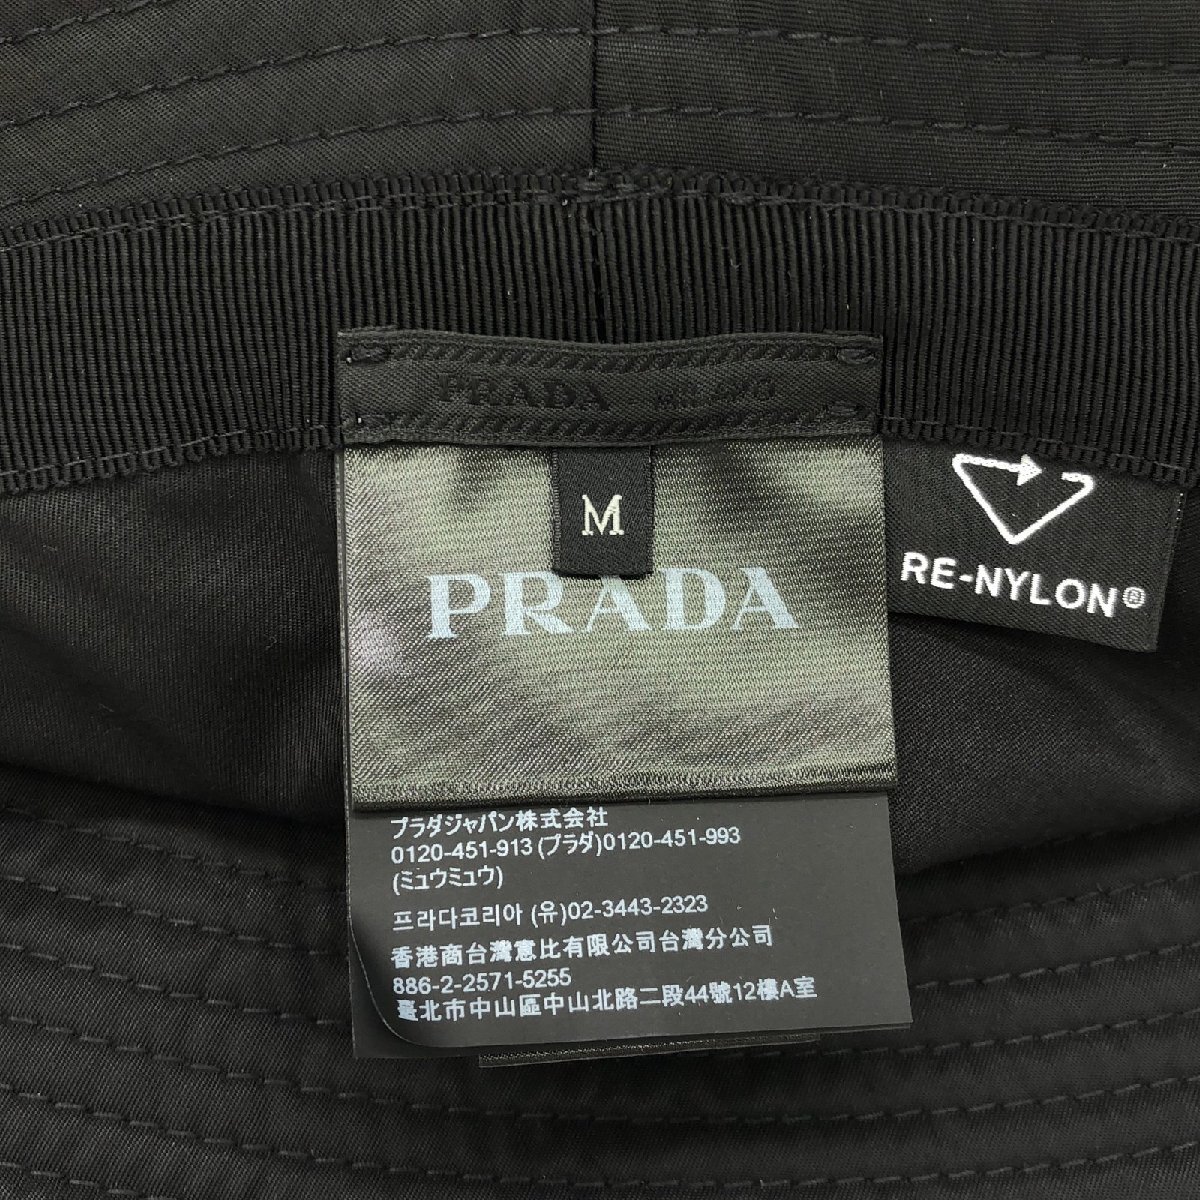 PRADA
M
PRADA
RE-NYLON®
プラダジャパン株式会社
0120-451-913 (プラダ)0120-451-993
(ミュウミュウ)
프라다코리아 (유)02-3443-2323
香港商台灣憲比有限公司台灣分公司
886-2-2571-5255
臺北市中山區中山北路二段44號12樓A室